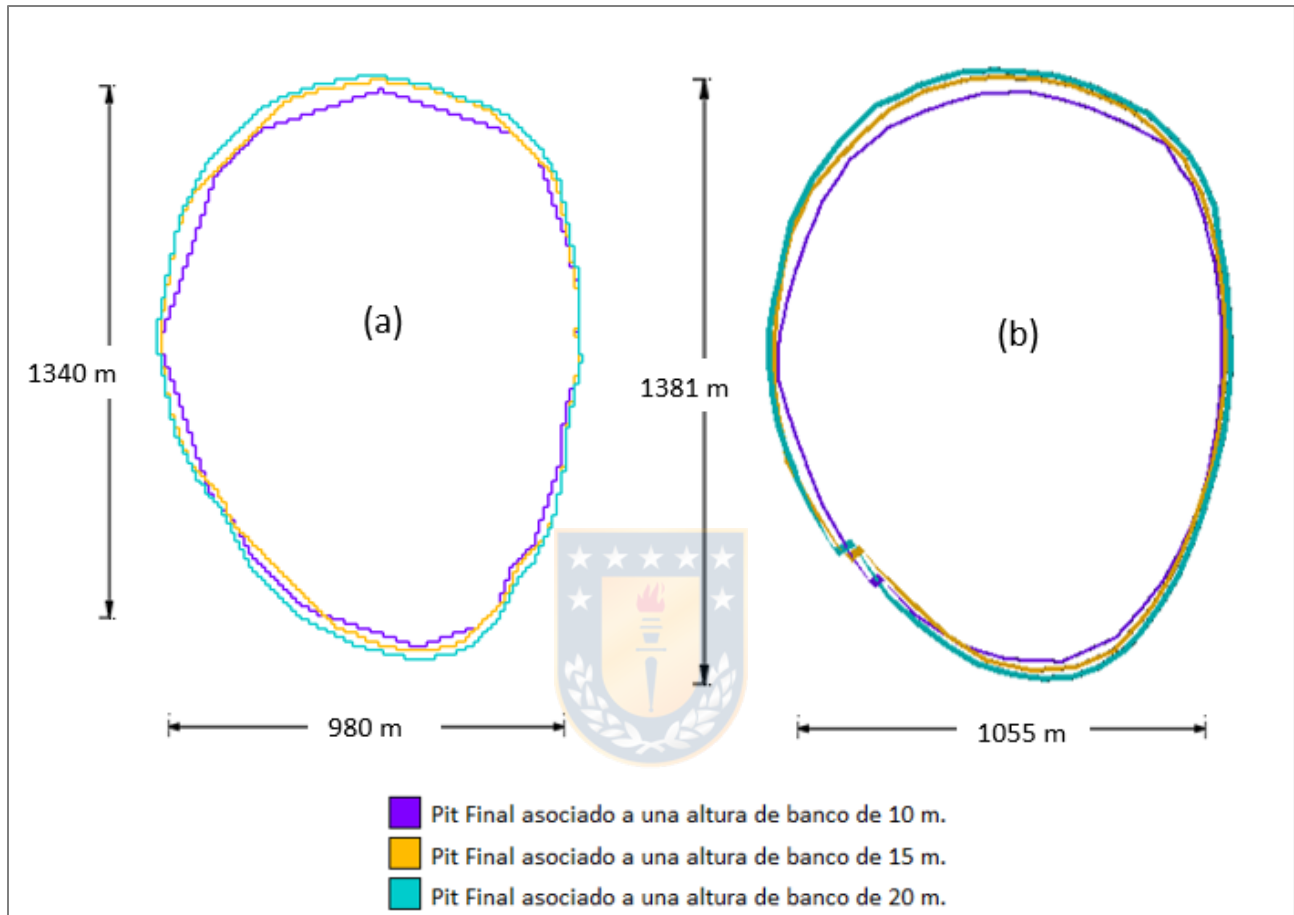 (a)
(b)
1340 m
1381 m
980 m
1055 m
Pit Final asociado a una altura de banco de 10 m.
Pit Final asociado a una altura de banco de 15 m.
Pit Final asociado a una altura de banco de 20 m.